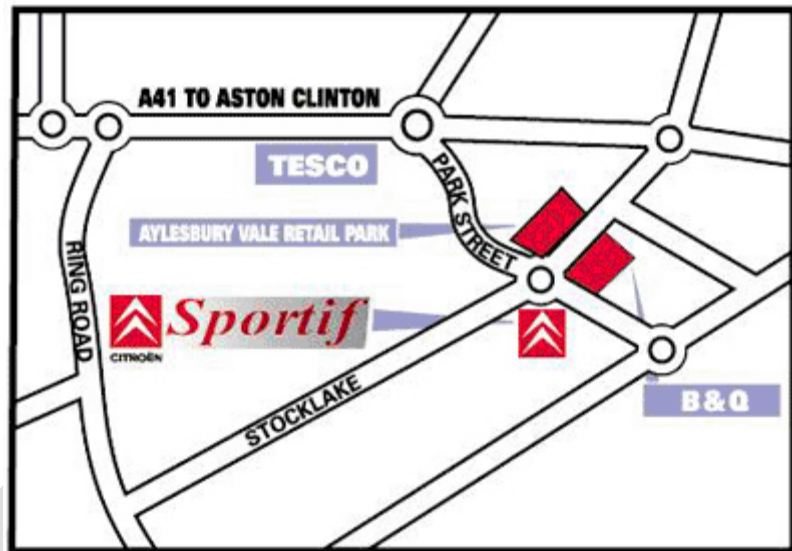 A41 TO ASTON CLINTON
TESCO
PARK STREET
AYLESBURY VALE RETAIL PARK
RING ROAD
Sportif
CITROËN
STOCKLAKE
B & Q